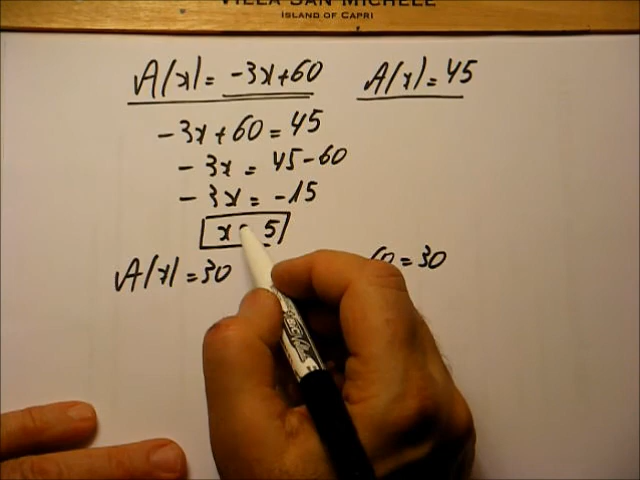 VILLA SAN MICHELE
ISLAND OF CAPRI
A(x) = -3x+60 A(x) = 45
-3x+60 = 45
-3x = 45-60
-3x = -15
x = 5
A(x) = 30 60 = 30